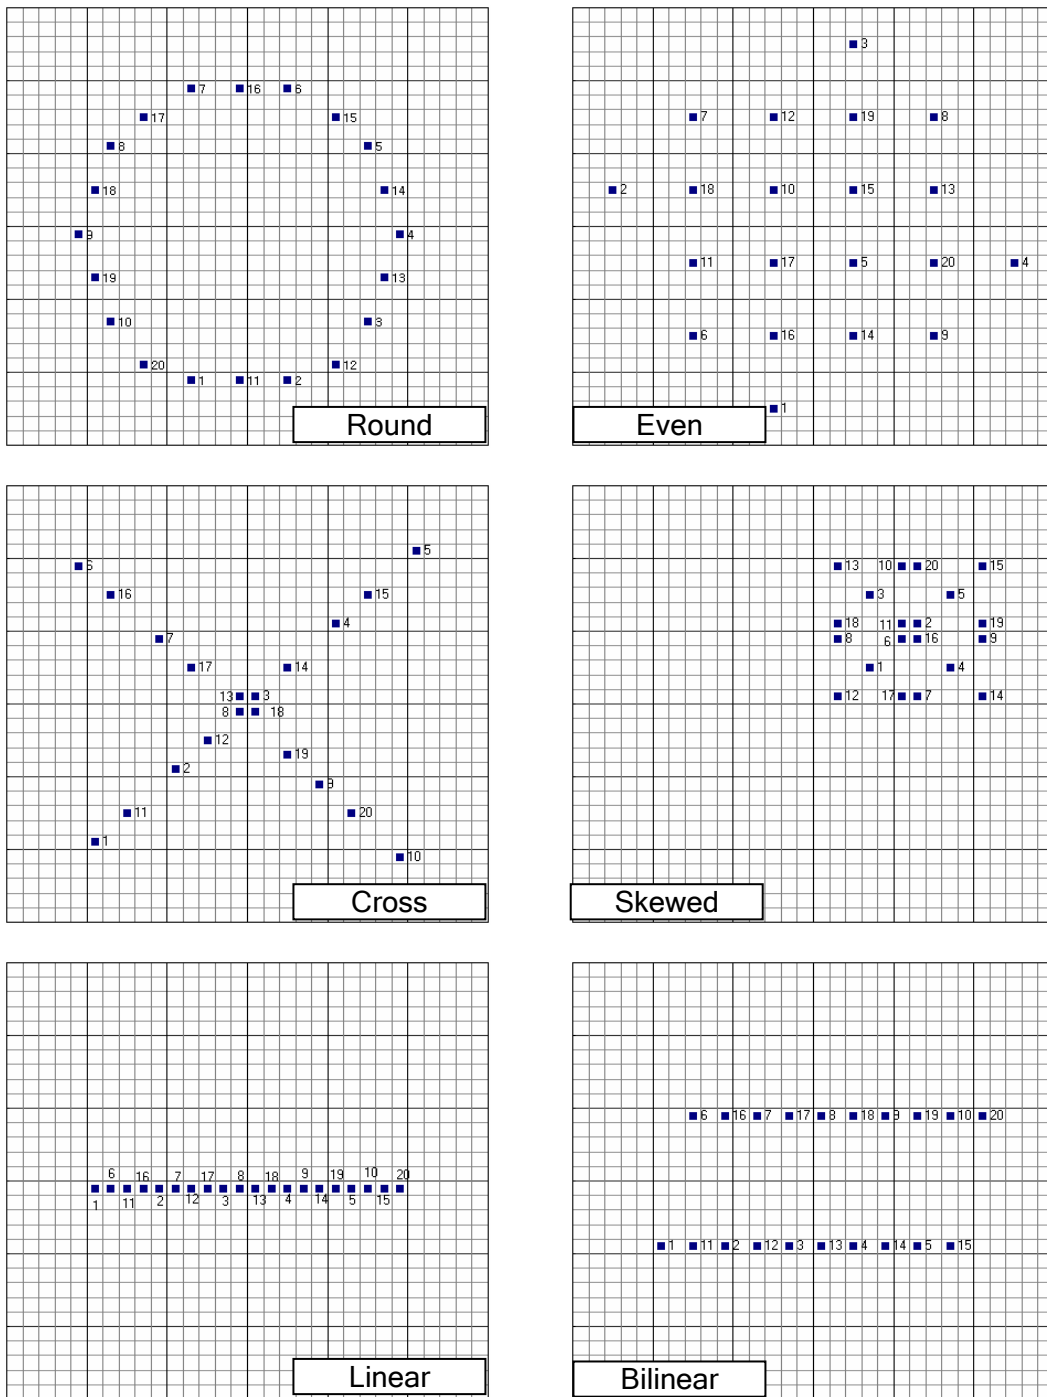 7 16 6
17 15
8 5
18 14
9 4
19 13
10 3
20 12
1 11 2
Round
3
7 12 19 8
2 18 10 15 13
11 17 5 20 4
6 16 14 9
1
Even
5
6
16 15
4
7
17 14
13 3
8 18
12
19
2
9
11 20
1
10
Cross
13 10 20 15
3 5
18 11 2 19
8 6 16 9
1 4
12 17 7 14
Skewed
6 16 7 17 8 18 9 19 10 20
1 11 2 12 3 13 4 14 5 15
Linear
6 16 7 17 8 18 9 19 10 20
1 11 2 12 3 13 4 14 5 15
Bilinear